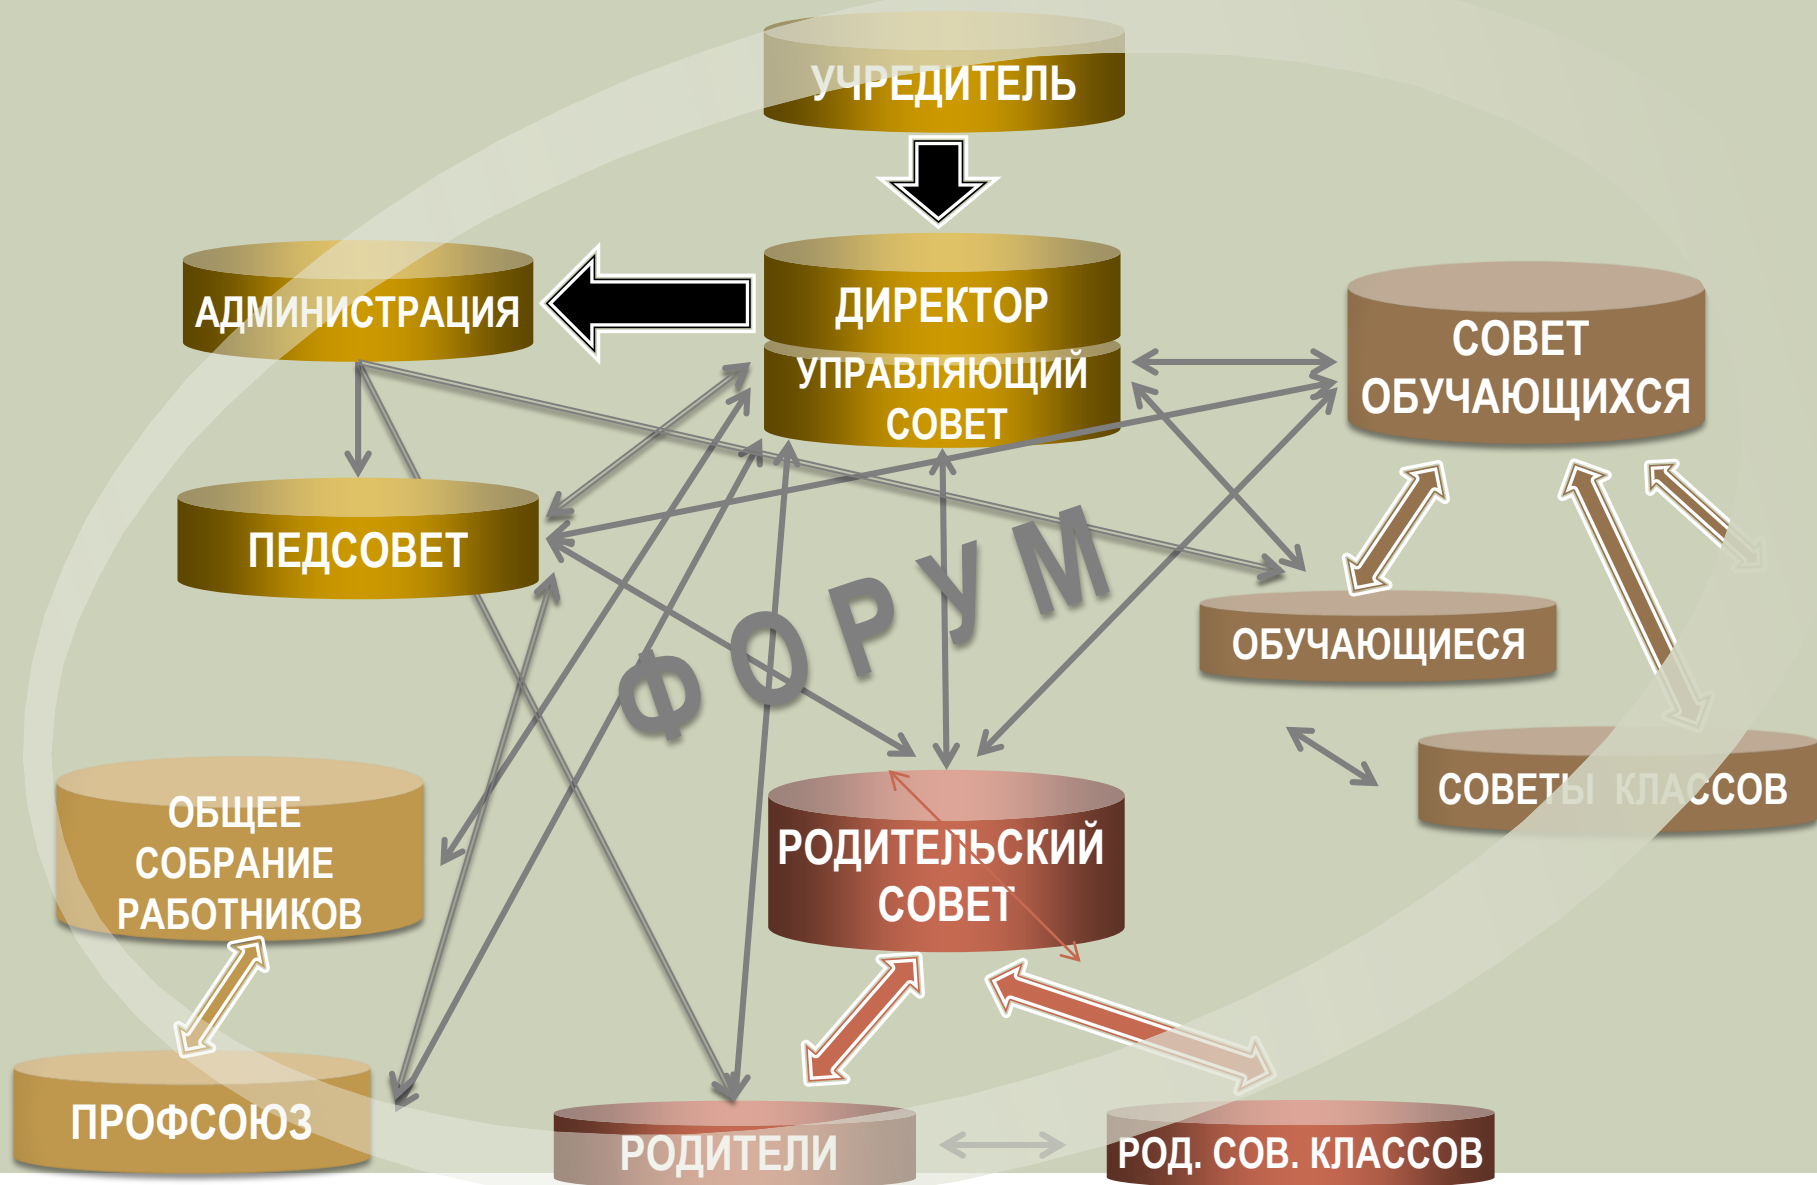 УЧРЕДИТЕЛЬ
АДМИНИСТРАЦИЯ
ДИРЕКТОР
УПРАВЛЯЮЩИЙ
СОВЕТ
СОВЕТ
ОБУЧАЮЩИХСЯ
ПЕДСОВЕТ
ФОРУМ
ОБУЧАЮЩИЕСЯ
СОВЕТЫ КЛАССОВ
ОБЩЕЕ
СОБРАНИЕ
РАБОТНИКОВ
РОДИТЕЛЬСКИЙ
СОВЕТ
ПРОФСОЮЗ
РОДИТЕЛИ
РОД. СОВ. КЛАССОВ